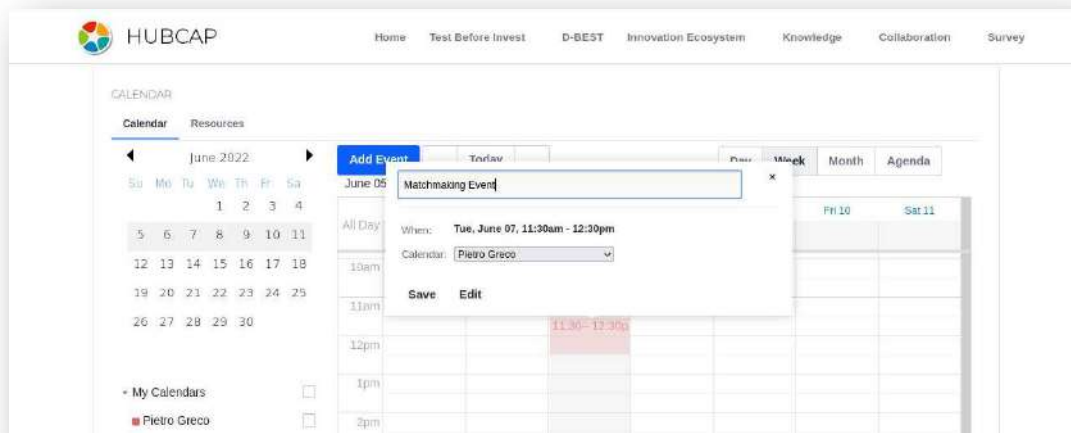 HUBCAP
Home Test Before Invest D-BEST Innovation Ecosystem Knowledge Collaboration Survey
CALENDAR
Calendar Resources
June 2022
Su Mo Tu We Th Fr Sa
1 2 3 4
5 6 7 8 9 10 11
12 13 14 15 16 17 18
19 20 21 22 23 24 25
26 27 28 29 30
My Calendars
Pietro Greco
Add Event Today Day Week Month Agenda
June 05
Matchmaking Event
×
When: Tue, June 07, 11:30am - 12:30pm
Calendar: Pietro Greco
Save Edit
Fri 10 Sat 11
All Day
10am
11am
11:30 - 12:30p
12pm
1pm
2pm